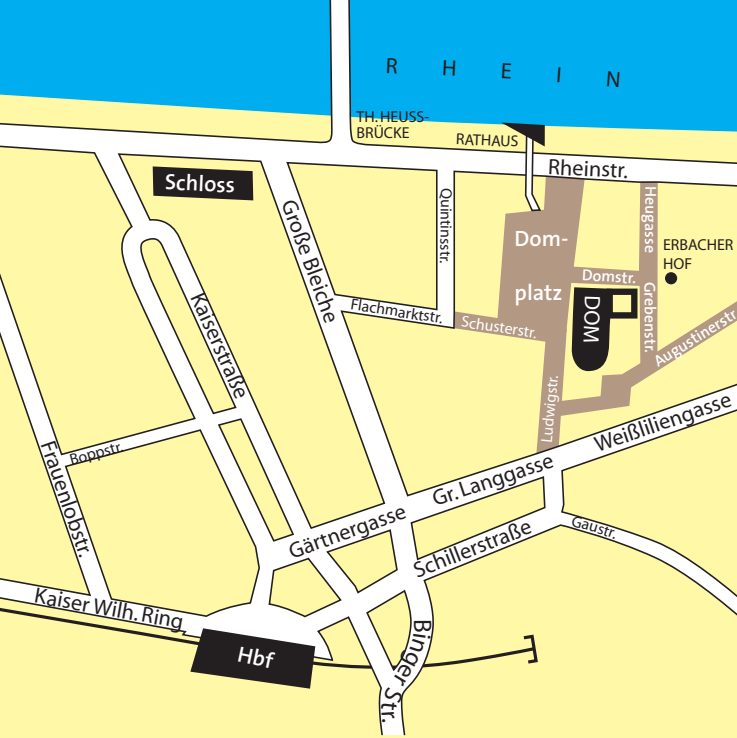 R H E I N
TH. HEUSS-
BRÜCKE
RATHAUS
Rheinstr.
Schloss
Quintinsstr.
Heugasse
Große Bleiche
Dom-
platz
ERBACHER
HOF
Domstr.
DOM
Grebenstr.
Kaiserstraße
Flachmarktstr.
Schusterstr.
Augustinerstr.
Ludwigstr.
Weißliliengasse
Boppstr.
Frauenlobstr.
Gr. Langgasse
Gärtnergasse
Schillerstraße
Gaustr.
Kaiser Wilh. Ring
Hbf
Binger Str.